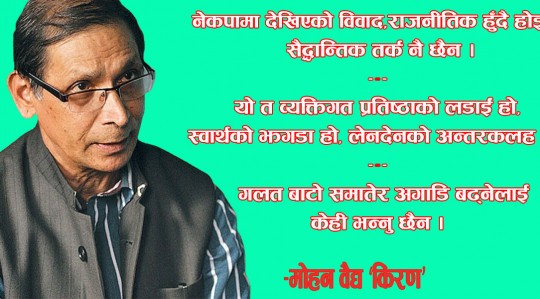 नेकपामा देखिएको विवाद,राजनीतिक हुँदै होइ
सैद्धान्तिक तर्क नै छैन ।
---
यो त व्यक्तिगत प्रतिष्ठाको लडाई हो,
स्वार्थको झगडा हो, लेनदेनको अन्तरकलह
---
गलत बाटो समातेर अगाडि बढ्नेलाई
केही भन्नु छैन ।
-मोहन वैद्य ‘किरण’